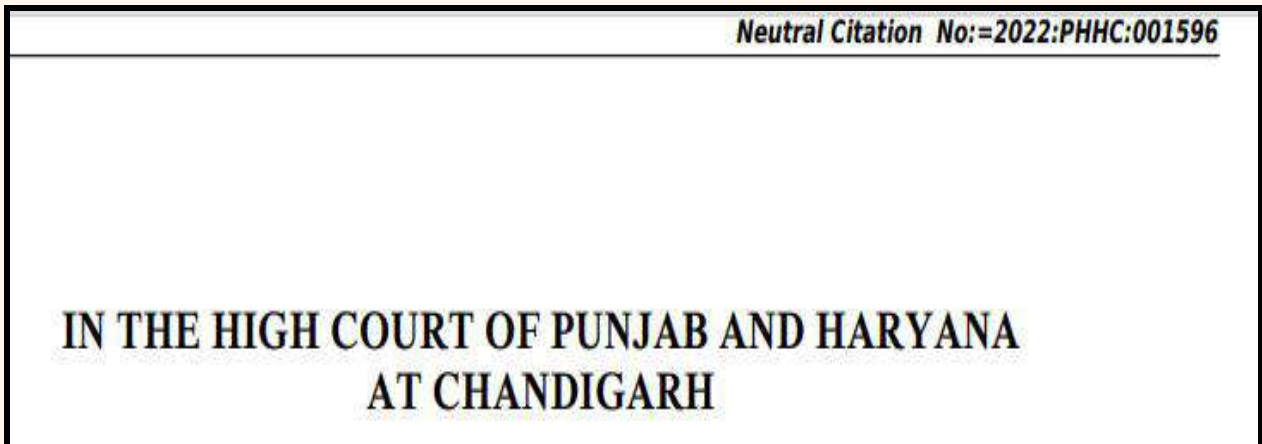 Neutral Citation No:=2022:PHHC:001596
IN THE HIGH COURT OF PUNJAB AND HARYANA
AT CHANDIGARH